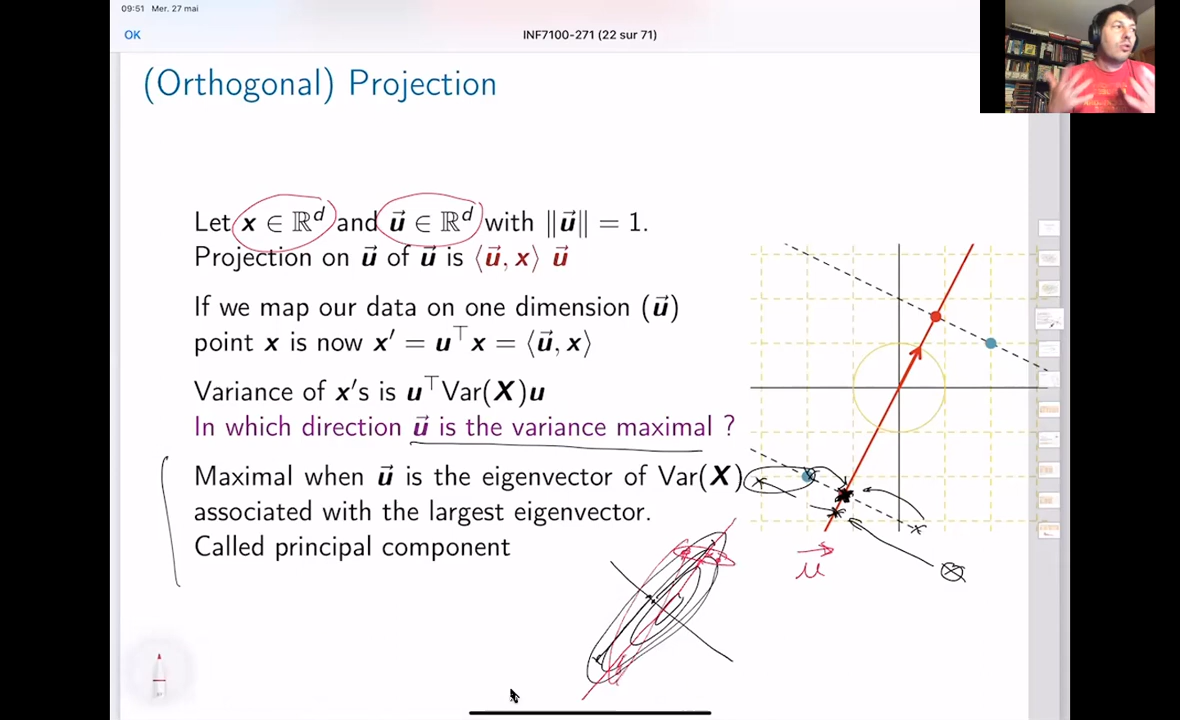 09:51 Mer. 27 mai
OK
INF7100-271 (22 sur 71)
(Orthogonal) Projection
Let x ∈ ℝᵈ and u⃗ ∈ ℝᵈ with ‖u⃗‖ = 1.
Projection on u⃗ of u⃗ is ⟨u⃗, x⟩ u⃗
If we map our data on one dimension (u⃗)
point x is now x′ = u⊤x = ⟨u⃗, x⟩
Variance of x′s is u⊤Var(X)u
In which direction u⃗ is the variance maximal ?
Maximal when u⃗ is the eigenvector of Var(X)
associated with the largest eigenvector.
Called principal component
u⃗